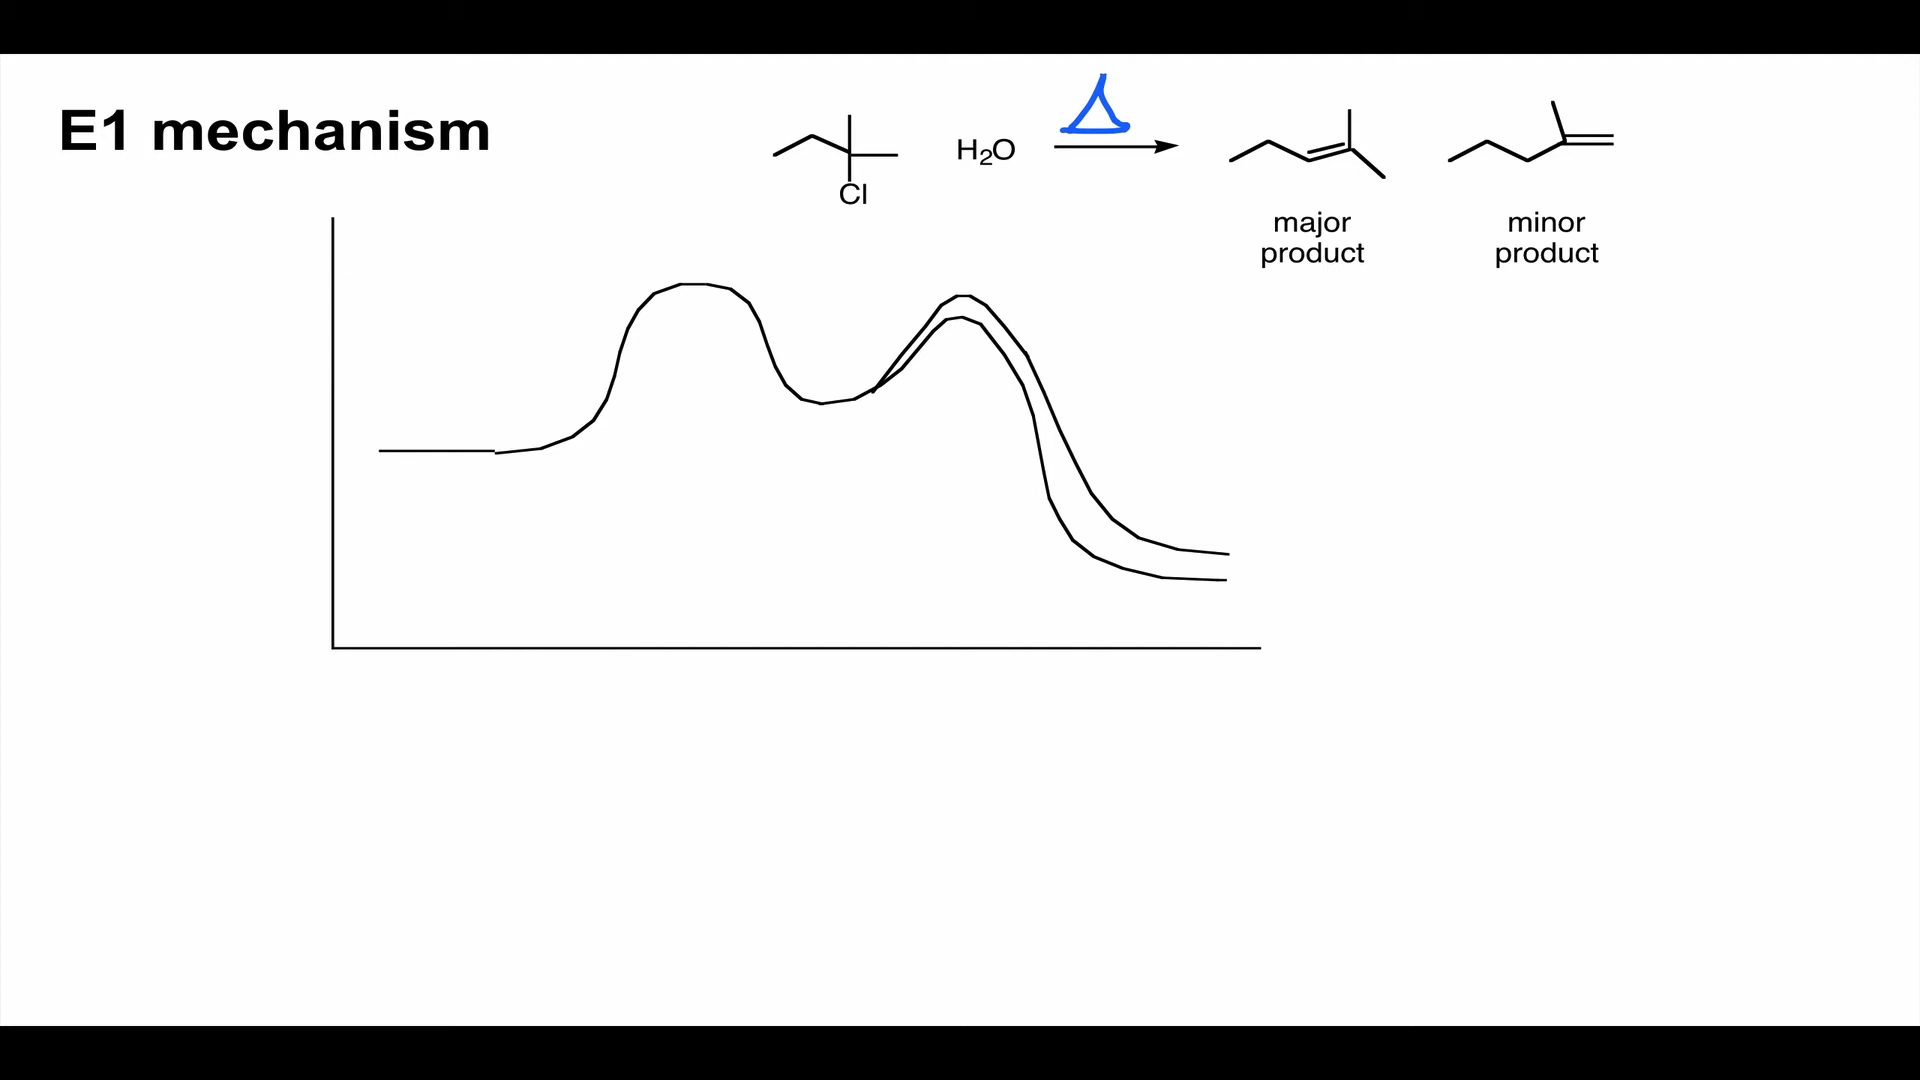 E1 mechanism
H₂O
Δ
Cl
major
product
minor
product